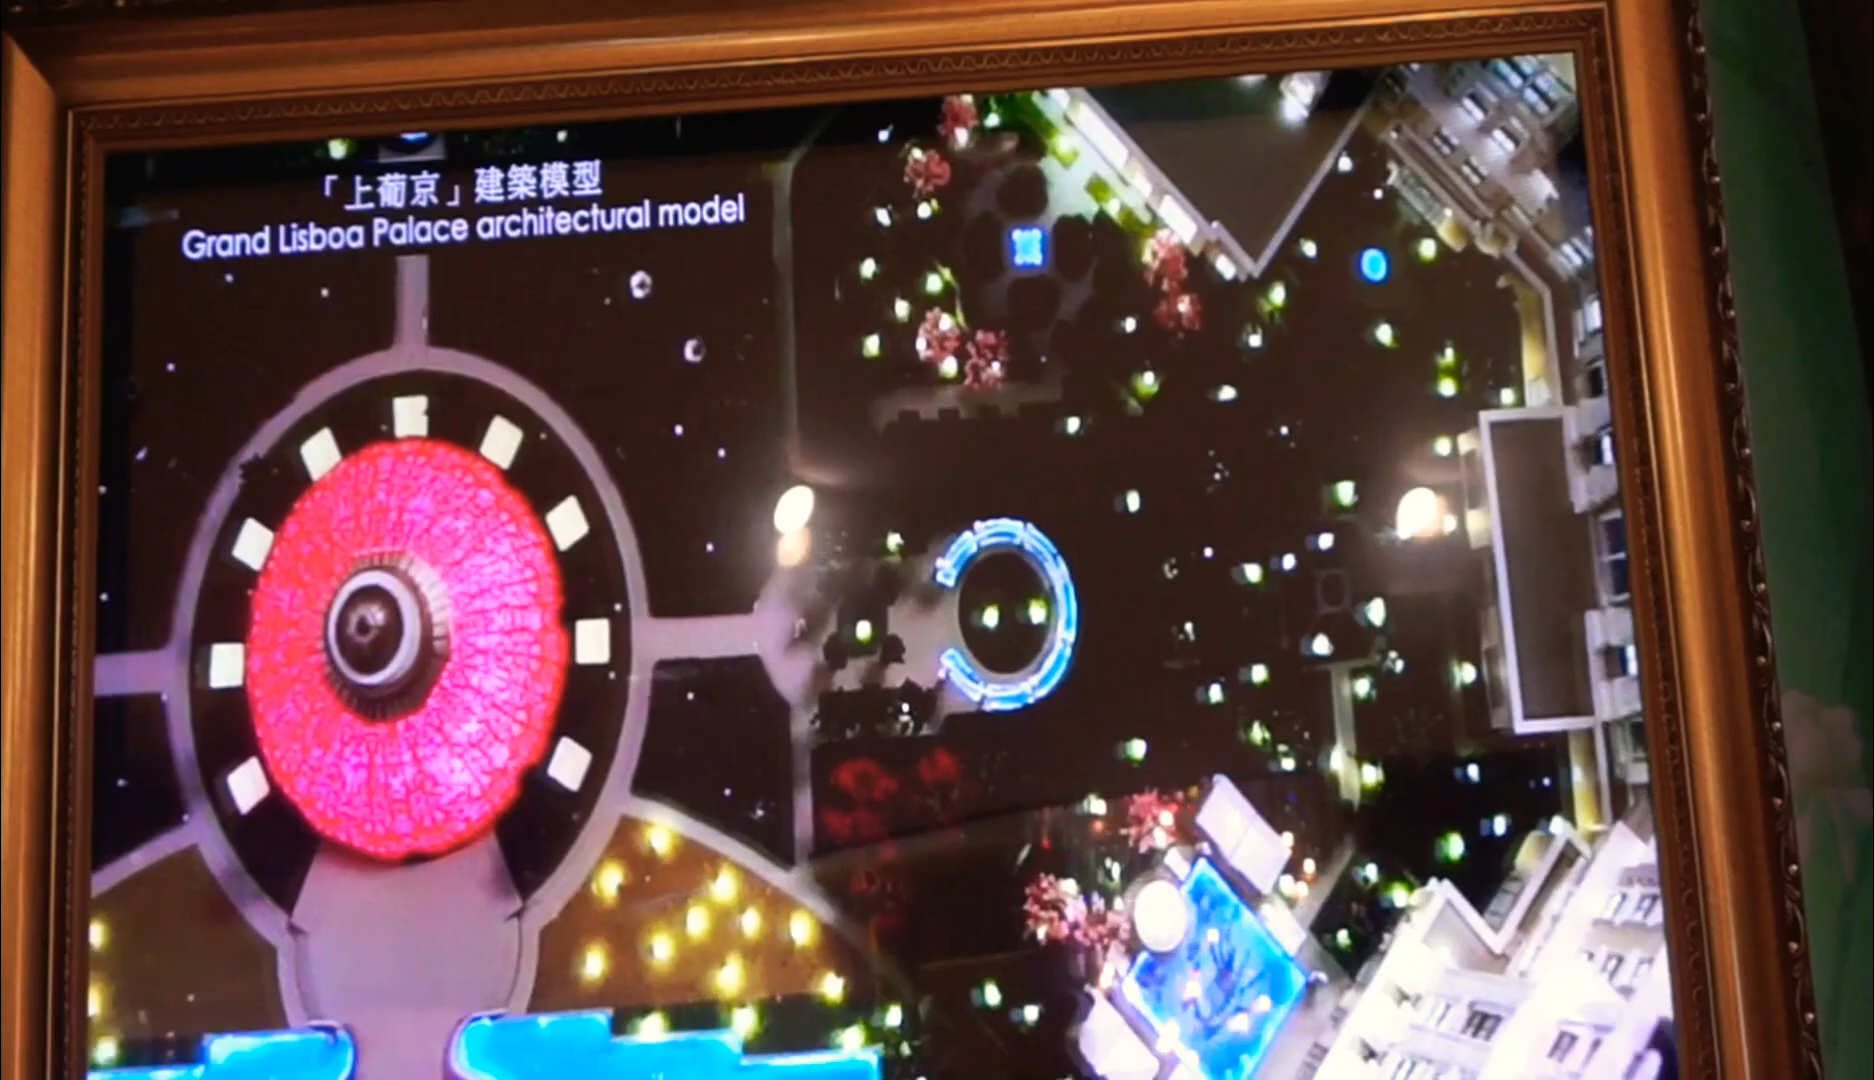 「上葡京」建築模型
Grand Lisboa Palace architectural model